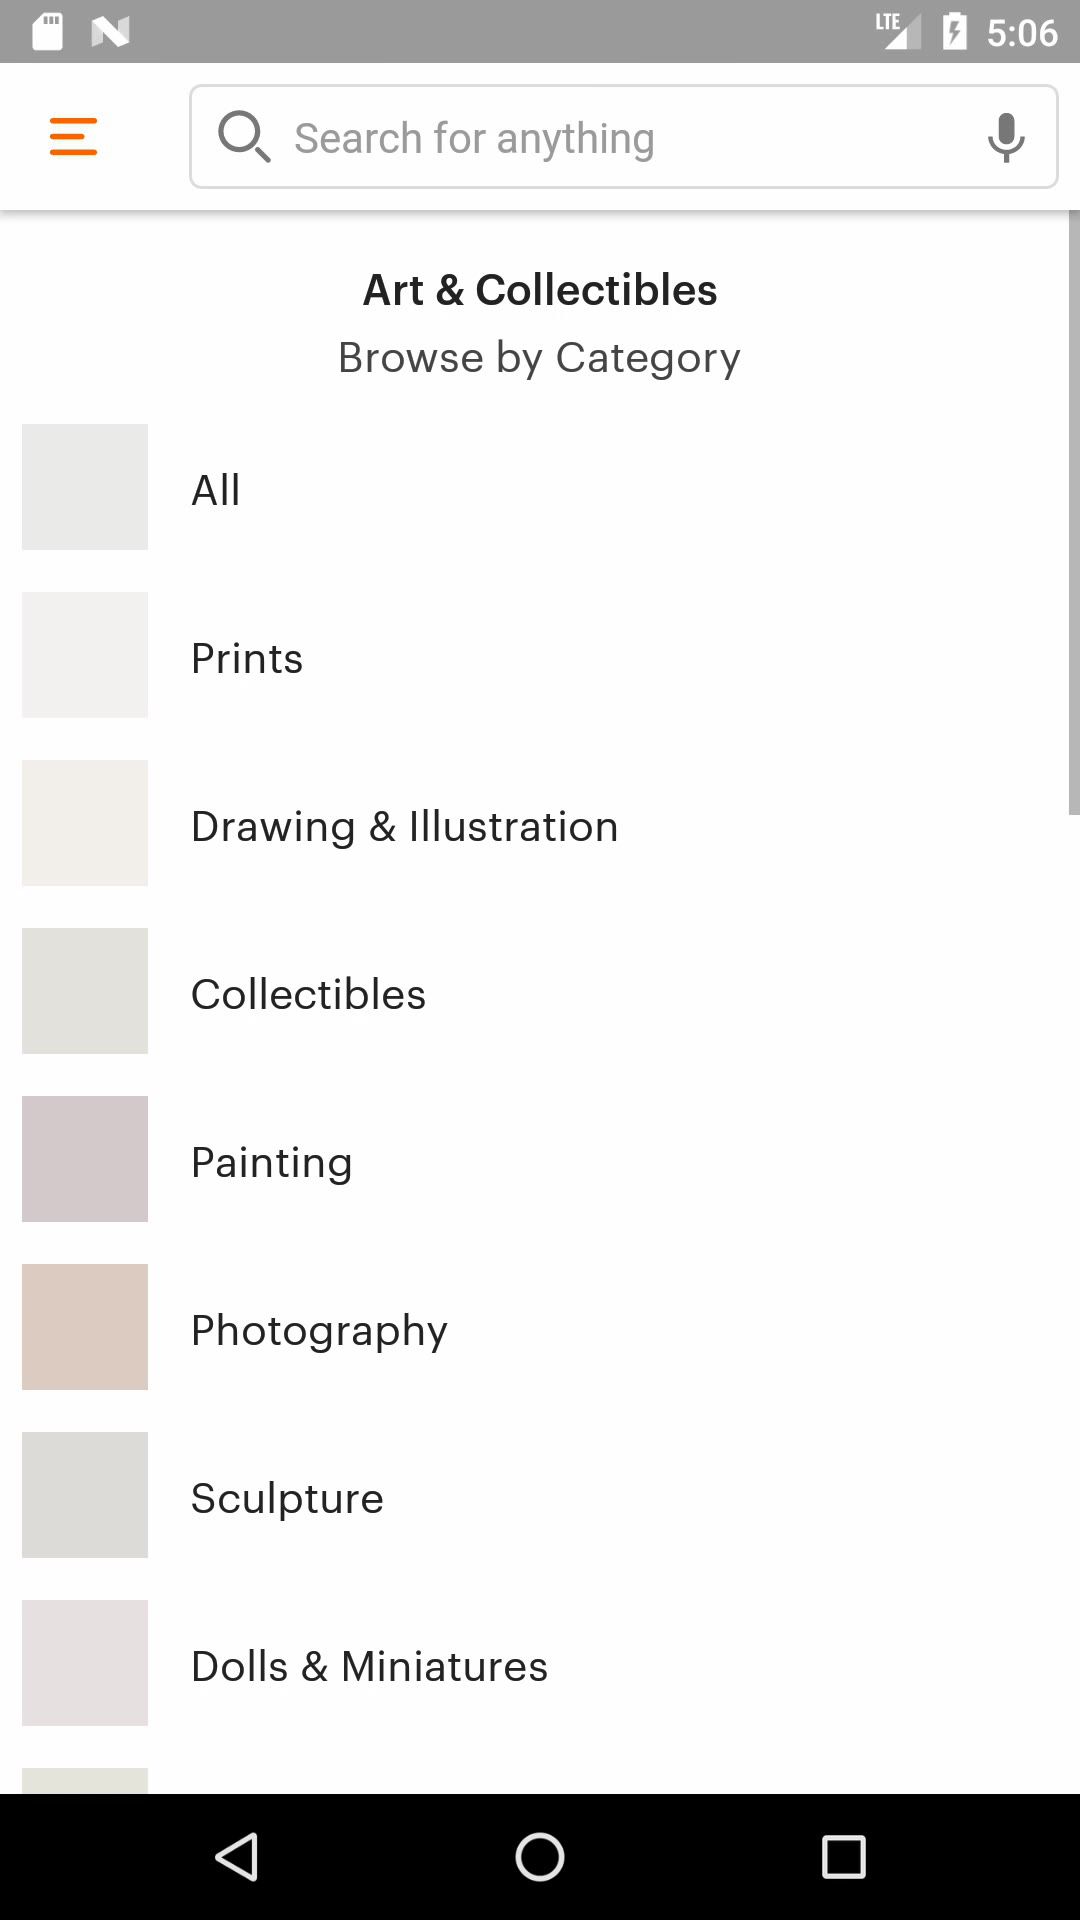 LTE 5:06
Search for anything
Art & Collectibles
Browse by Category
All
Prints
Drawing & Illustration
Collectibles
Painting
Photography
Sculpture
Dolls & Miniatures